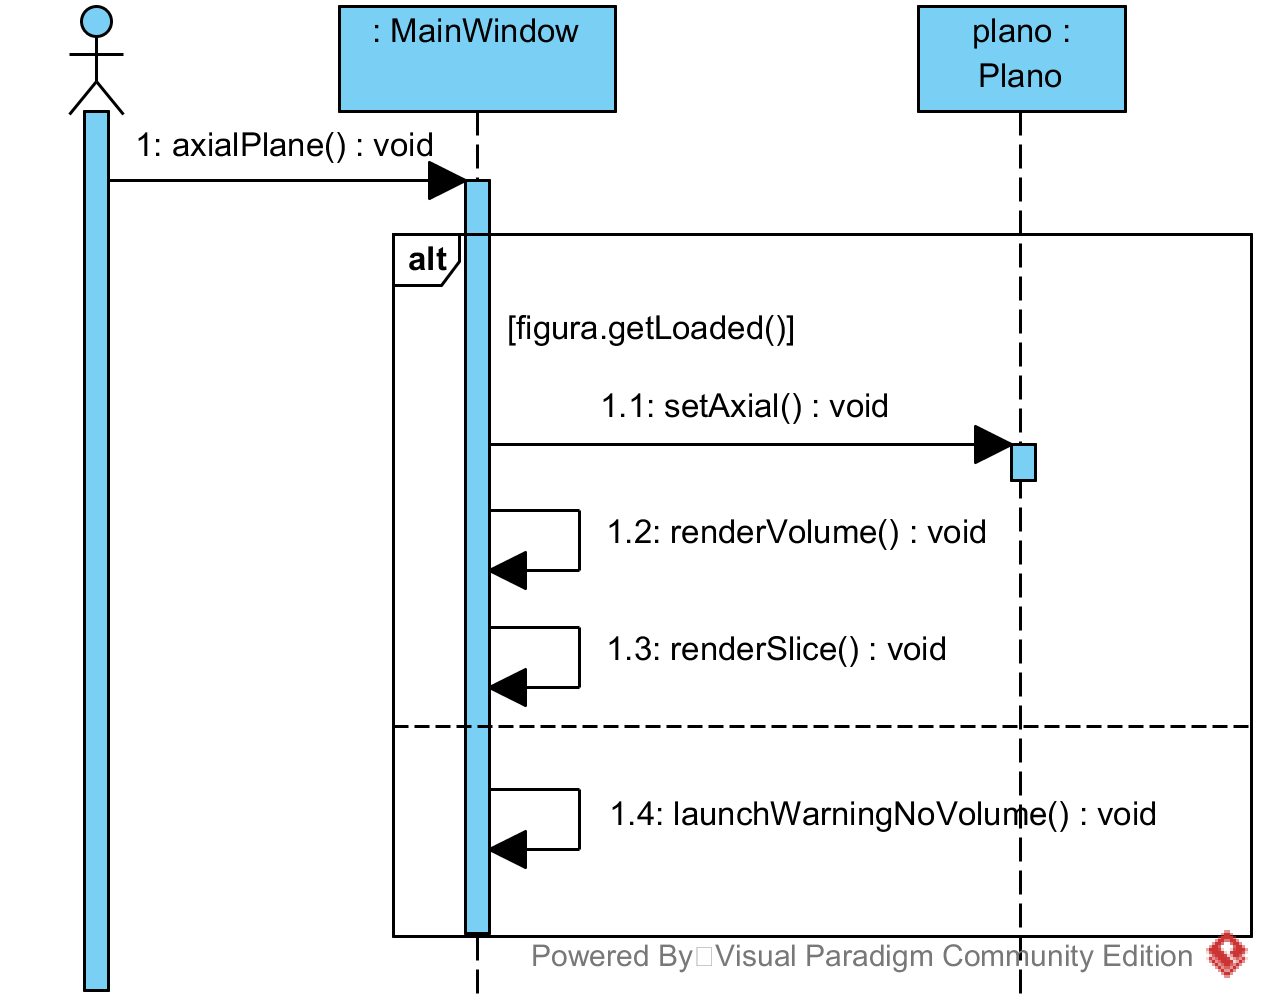 : MainWindow
plano :
Plano
1: axialPlane() : void
alt
[figura.getLoaded()]
1.1: setAxial() : void
1.2: renderVolume() : void
1.3: renderSlice() : void
1.4: launchWarningNoVolume() : void
Powered By Visual Paradigm Community Edition